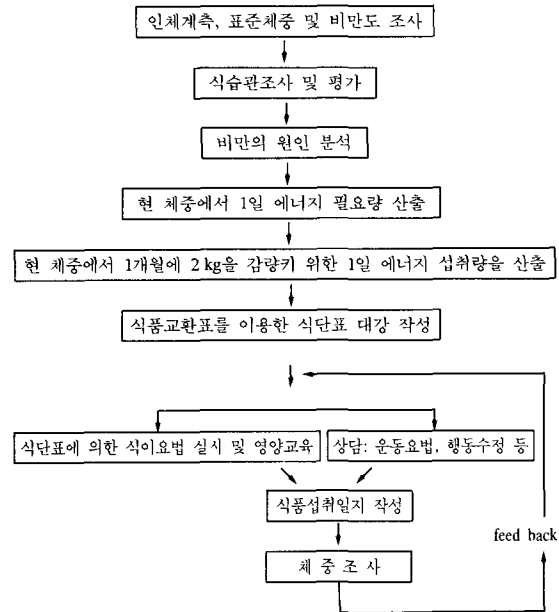 인체계측, 표준체중 및 비만도 조사
식습관조사 및 평가
비만의 원인 분석
현 체중에서 1일 에너지 필요량 산출
현 체중에서 1개월에 2 kg을 감량키 위한 1일 에너지 섭취량을 산출
식품교환표를 이용한 식단표 대강 작성
식단표에 의한 식이요법 실시 및 영양교육
상담: 운동요법, 행동수정 등
식품섭취일지 작성
feed back
체 중 조 사